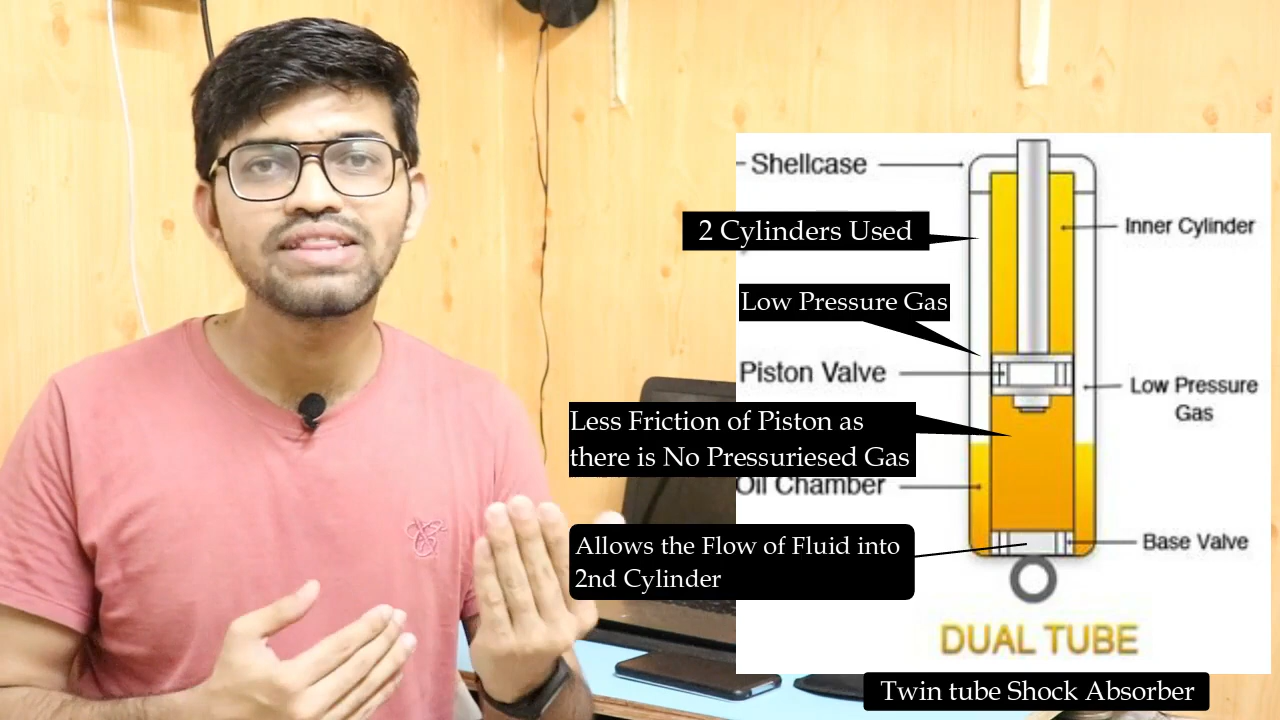 Shellcase
2 Cylinders Used
Inner Cylinder
Low Pressure Gas
Piston Valve
Low Pressure
Gas
Less Friction of Piston as
there is No Pressuriesed Gas
Oil Chamber
Allows the Flow of Fluid into
2nd Cylinder
Base Valve
DUAL TUBE
Twin tube Shock Absorber